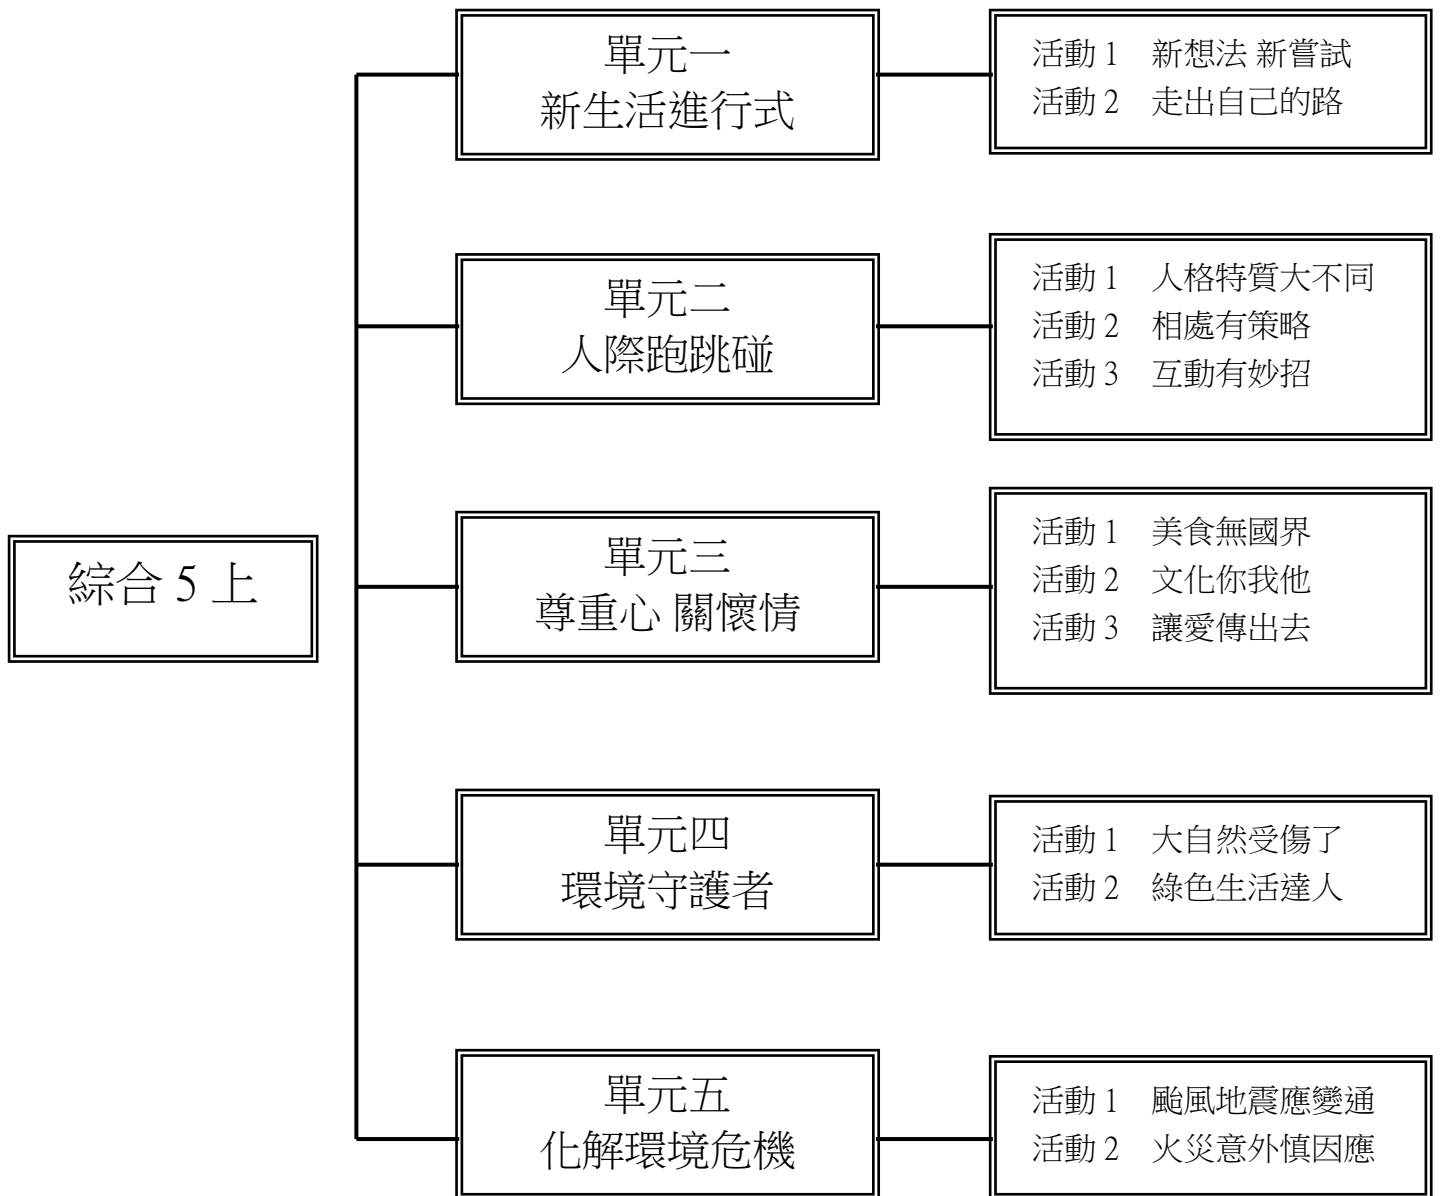 單元一
新生活進行式
活動 1 新想法 新嘗試
活動 2 走出自己的路
單元二
人際跑跳碰
活動 1 人格特質大不同
活動 2 相處有策略
活動 3 互動有妙招
綜合 5 上
單元三
尊重心 關懷情
活動 1 美食無國界
活動 2 文化你我他
活動 3 讓愛傳出去
單元四
環境守護者
活動 1 大自然受傷了
活動 2 綠色生活達人
單元五
化解環境危機
活動 1 颱風地震應變通
活動 2 火災意外慎因應